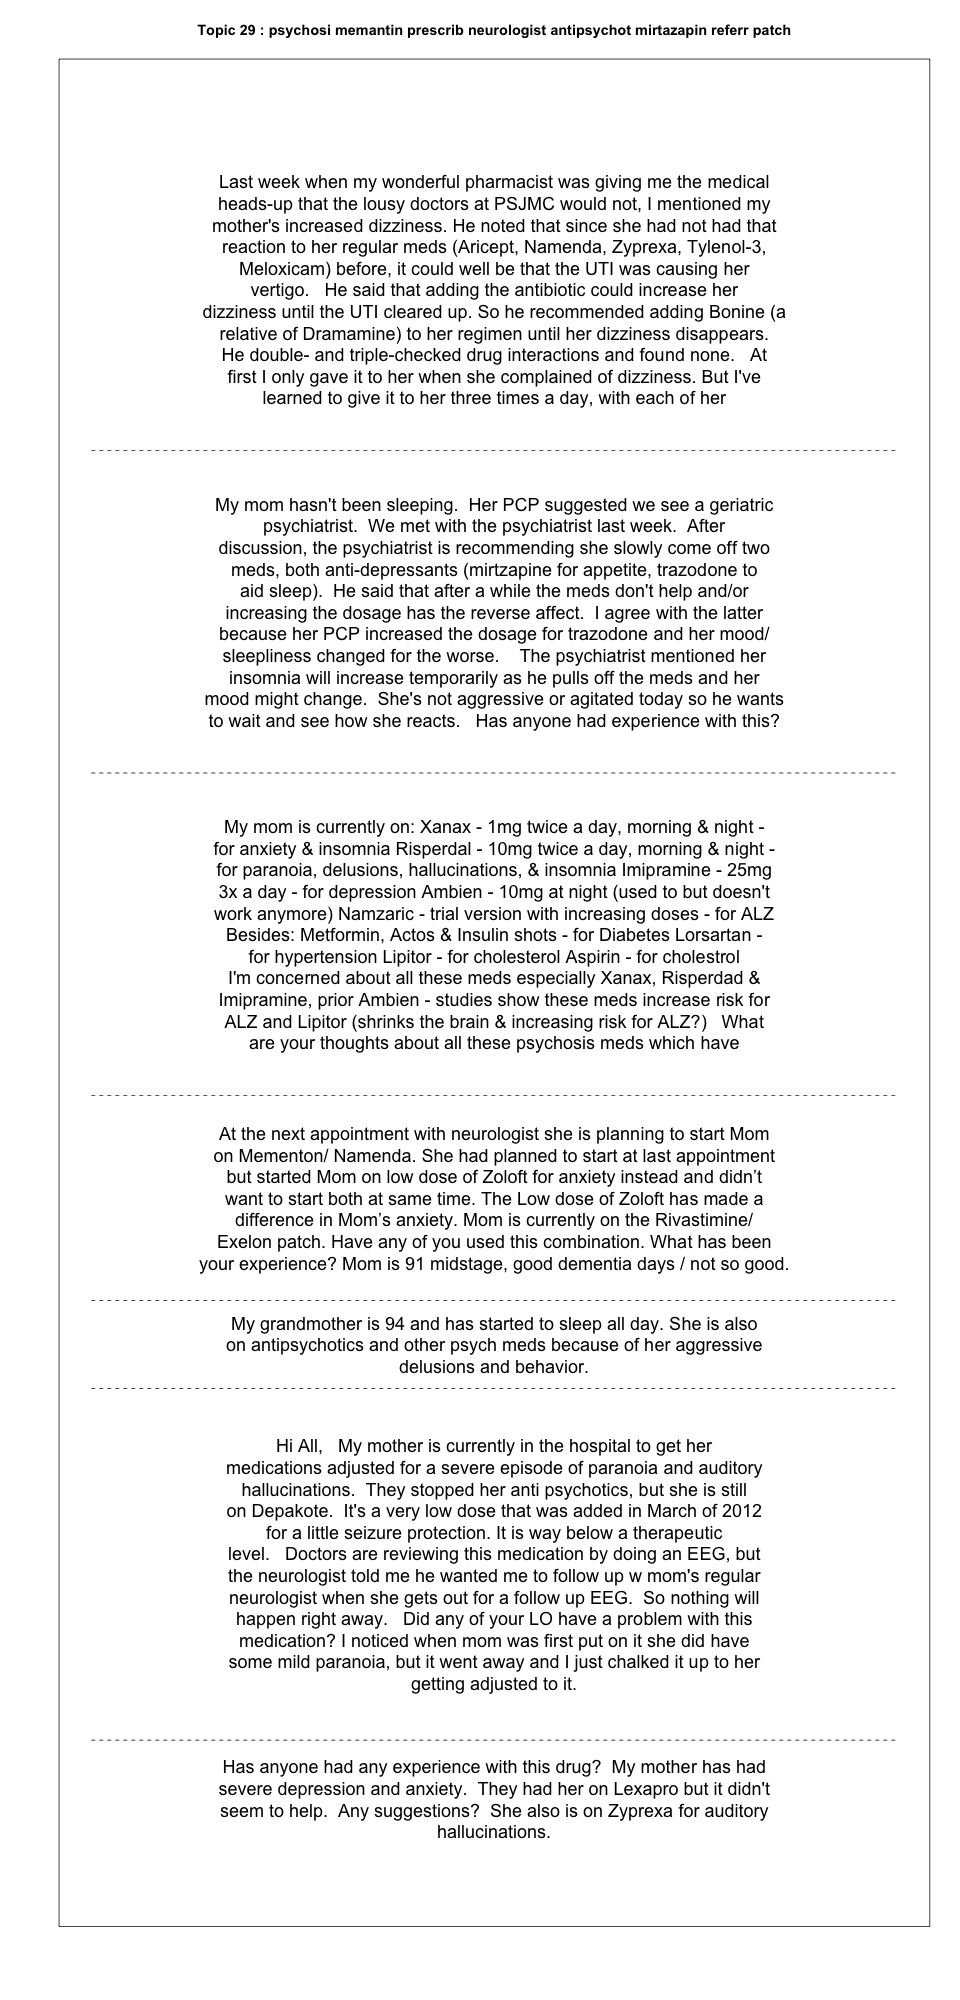 Topic 29 : psychosi memantin prescrib neurologist antipsychot mirtazapin referr patch
Last week when my wonderful pharmacist was giving me the medical
heads-up that the lousy doctors at PSJMC would not, I mentioned my
mother's increased dizziness. He noted that since she had not had that
reaction to her regular meds (Aricept, Namenda, Zyprexa, Tylenol-3,
Meloxicam) before, it could well be that the UTI was causing her
vertigo.   He said that adding the antibiotic could increase her
dizziness until the UTI cleared up. So he recommended adding Bonine (a
relative of Dramamine) to her regimen until her dizziness disappears.
He double- and triple-checked drug interactions and found none.   At
first I only gave it to her when she complained of dizziness. But I've
learned to give it to her three times a day, with each of her
My mom hasn't been sleeping.  Her PCP suggested we see a geriatric
psychiatrist.  We met with the psychiatrist last week.  After
discussion, the psychiatrist is recommending she slowly come off two
meds, both anti-depressants (mirtzapine for appetite, trazodone to
aid sleep).  He said that after a while the meds don't help and/or
increasing the dosage has the reverse affect.  I agree with the latter
because her PCP increased the dosage for trazodone and her mood/
sleepliness changed for the worse.    The psychiatrist mentioned her
insomnia will increase temporarily as he pulls off the meds and her
mood might change.  She's not aggressive or agitated today so he wants
to wait and see how she reacts.   Has anyone had experience with this?
My mom is currently on: Xanax - 1mg twice a day, morning & night -
for anxiety & insomnia Risperdal - 10mg twice a day, morning & night -
for paranoia, delusions, hallucinations, & insomnia Imipramine - 25mg
3x a day - for depression Ambien - 10mg at night (used to but doesn't
work anymore) Namzaric - trial version with increasing doses - for ALZ
Besides: Metformin, Actos & Insulin shots - for Diabetes Lorsartan -
for hypertension Lipitor - for cholesterol Aspirin - for cholestrol
I'm concerned about all these meds especially Xanax, Risperdad &
Imipramine, prior Ambien - studies show these meds increase risk for
ALZ and Lipitor (shrinks the brain & increasing risk for ALZ?)   What
are your thoughts about all these psychosis meds which have
At the next appointment with neurologist she is planning to start Mom
on Mementon/ Namenda. She had planned to start at last appointment
but started Mom on low dose of Zoloft for anxiety instead and didn’t
want to start both at same time. The Low dose of Zoloft has made a
difference in Mom’s anxiety. Mom is currently on the Rivastimine/
Exelon patch. Have any of you used this combination. What has been
your experience? Mom is 91 midstage, good dementia days / not so good.
My grandmother is 94 and has started to sleep all day. She is also
on antipsychotics and other psych meds because of her aggressive
delusions and behavior.
Hi All,   My mother is currently in the hospital to get her
medications adjusted for a severe episode of paranoia and auditory
hallucinations.  They stopped her anti psychotics, but she is still
on Depakote.  It's a very low dose that was added in March of 2012
for a little seizure protection. It is way below a therapeutic
level.   Doctors are reviewing this medication by doing an EEG, but
the neurologist told me he wanted me to follow up w mom's regular
neurologist when she gets out for a follow up EEG.  So nothing will
happen right away.   Did any of your LO have a problem with this
medication? I noticed when mom was first put on it she did have
some mild paranoia, but it went away and I just chalked it up to her
getting adjusted to it.
Has anyone had any experience with this drug?  My mother has had
severe depression and anxiety.  They had her on Lexapro but it didn't
seem to help.  Any suggestions?  She also is on Zyprexa for auditory
hallucinations.